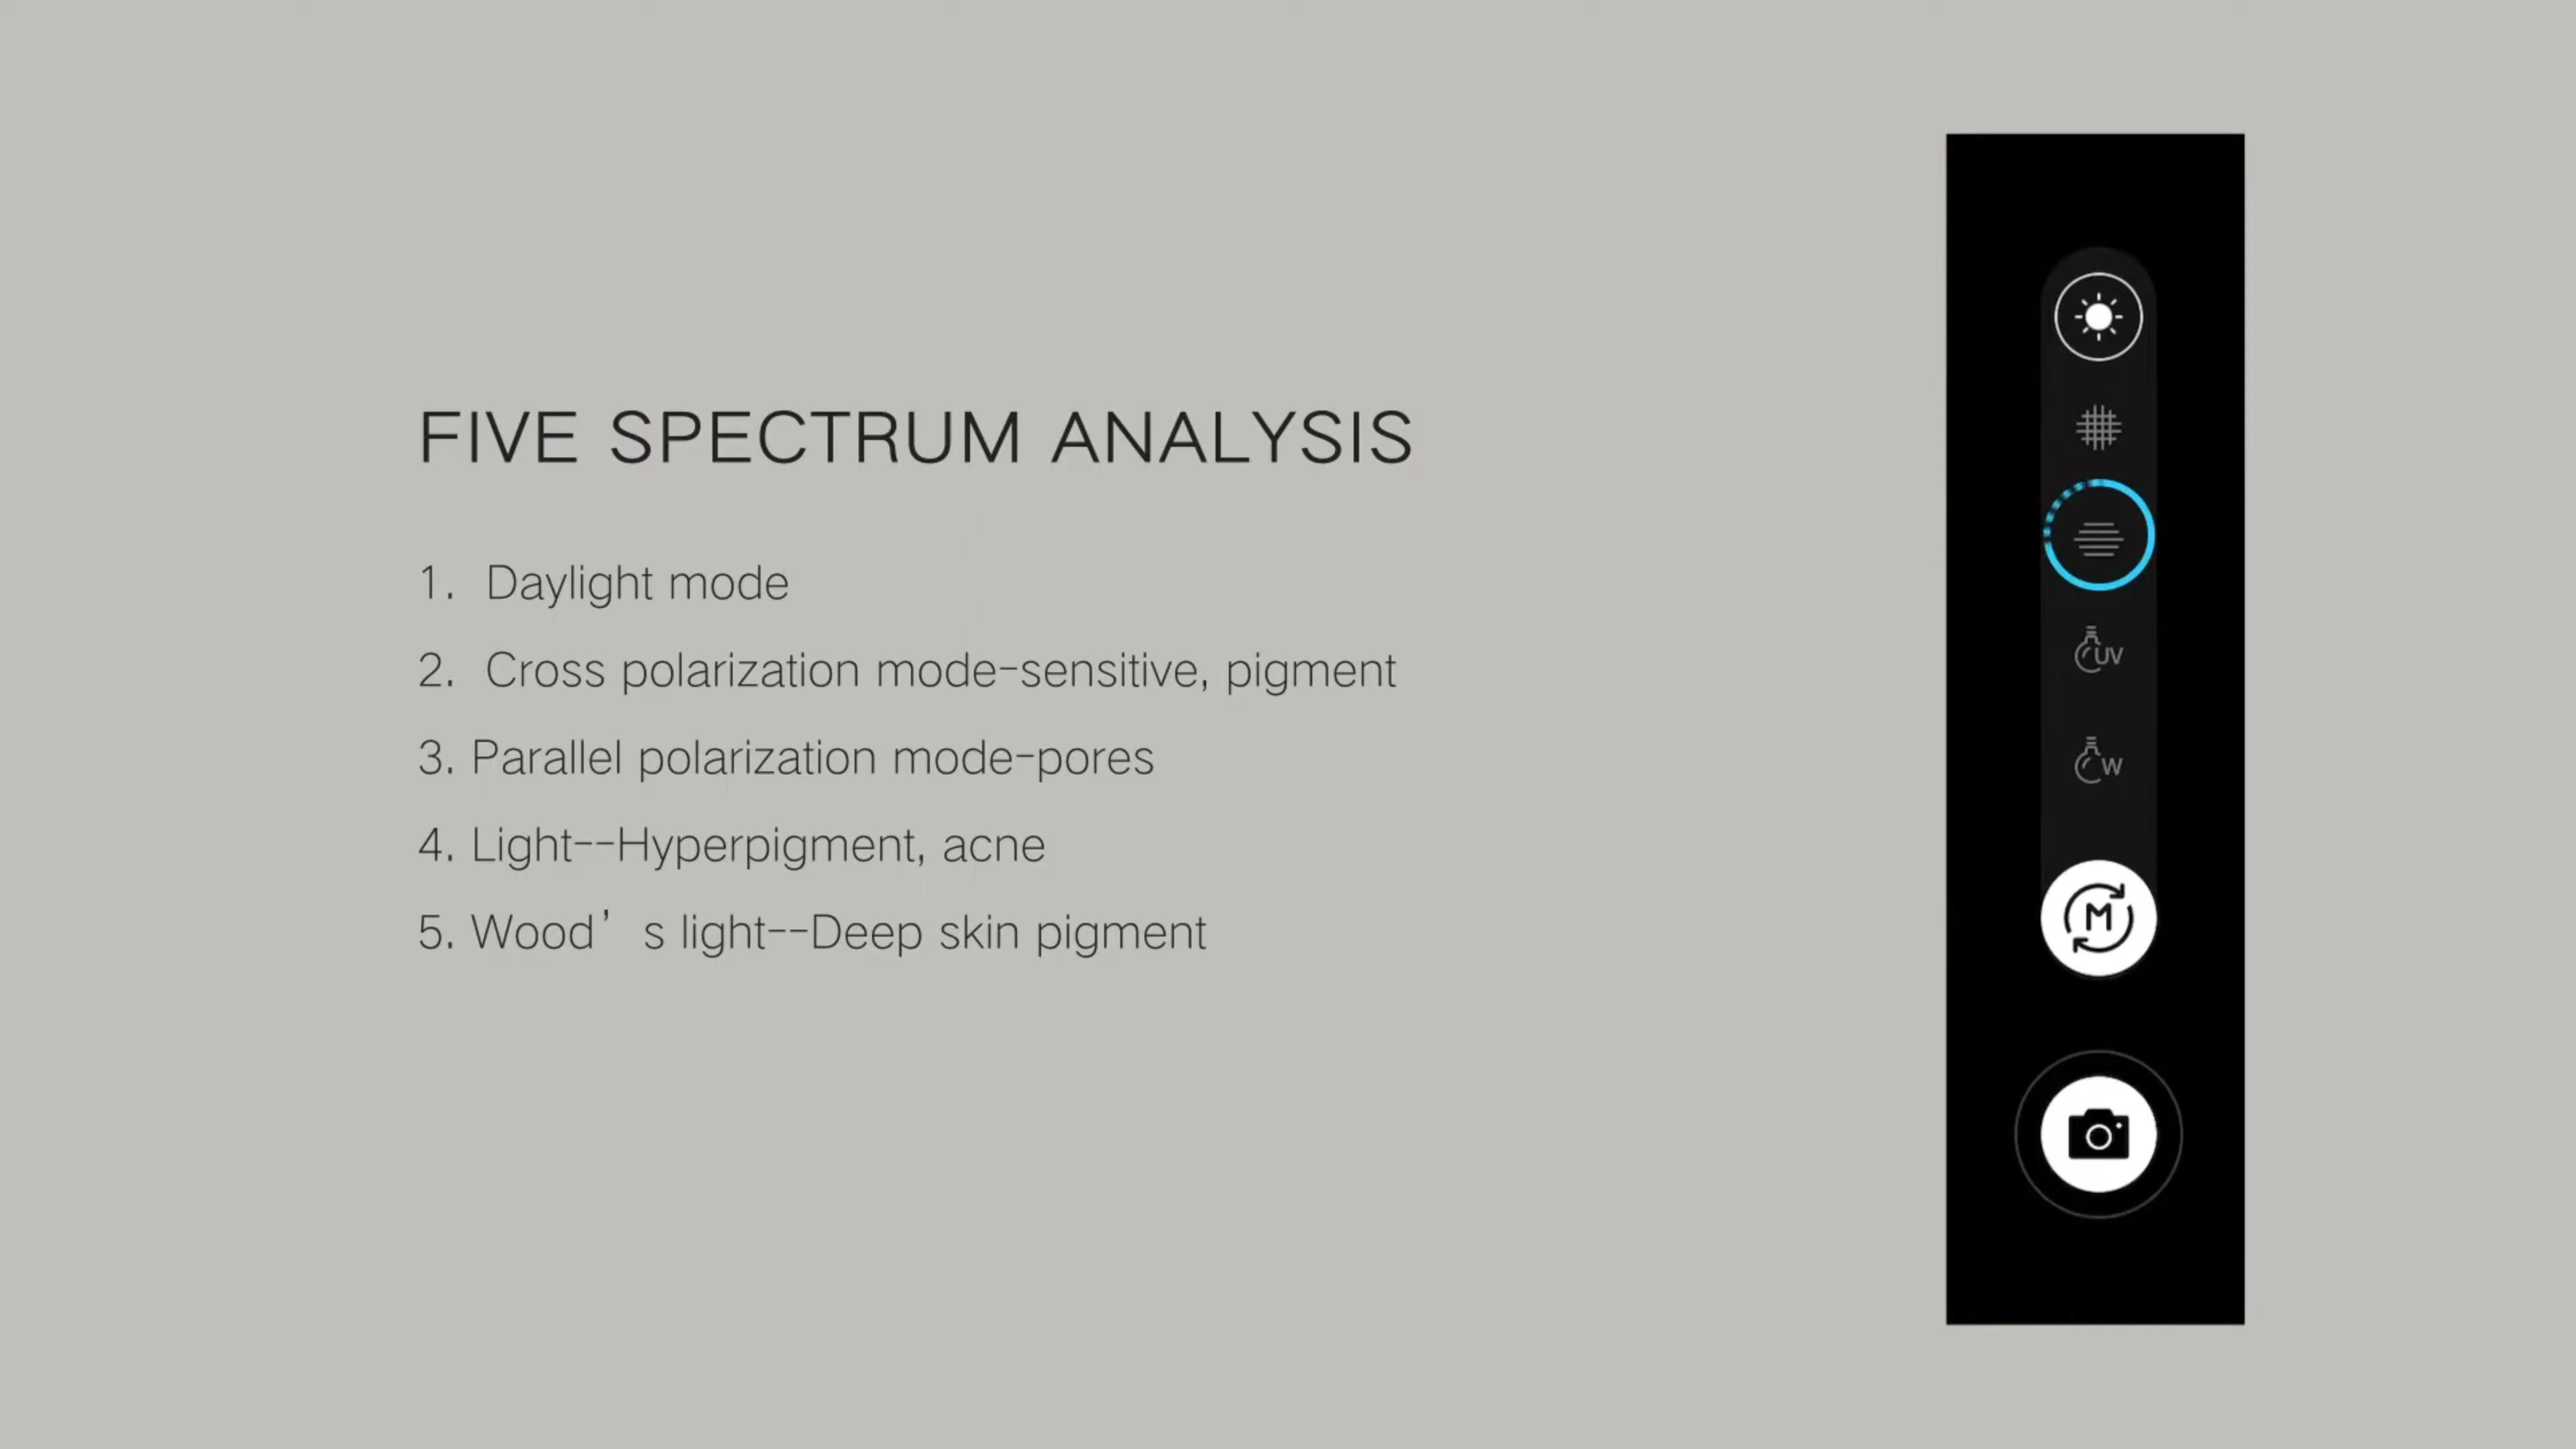 FIVE SPECTRUM ANALYSIS
1. Daylight mode
2. Cross polarization mode-sensitive, pigment
3. Parallel polarization mode-pores
4. Light--Hyperpigment, acne
5. Wood's light--Deep skin pigment
UV
W
M